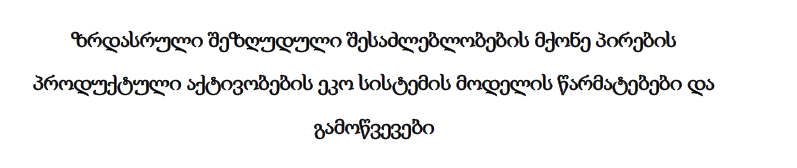 ზრდასრული შეზღუდული შესაძლებლობების მქონე პირების
პროდუქტული აქტივობების ეკო სისტემის მოდელის წარმატებები და
გამოწვევები